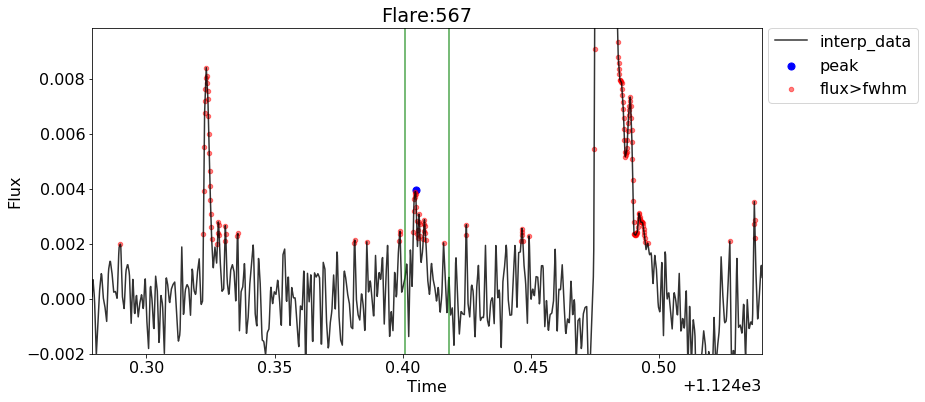 Flare:567
interp_data
peak
flux>fwhm
0.008
0.006
0.004
0.002
0.000
−0.002
Flux
0.30
0.35
0.40
0.45
0.50
Time
+1.124e3